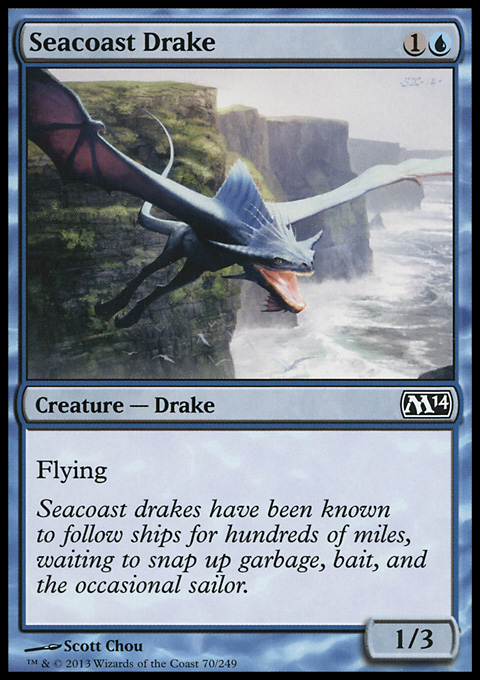 Seacoast Drake 1
Creature — Drake M14
Flying
Seacoast drakes have been known
to follow ships for hundreds of miles,
waiting to snap up garbage, bait, and
the occasional sailor.
1/3
Scott Chou
™ & © 2013 Wizards of the Coast 70/249